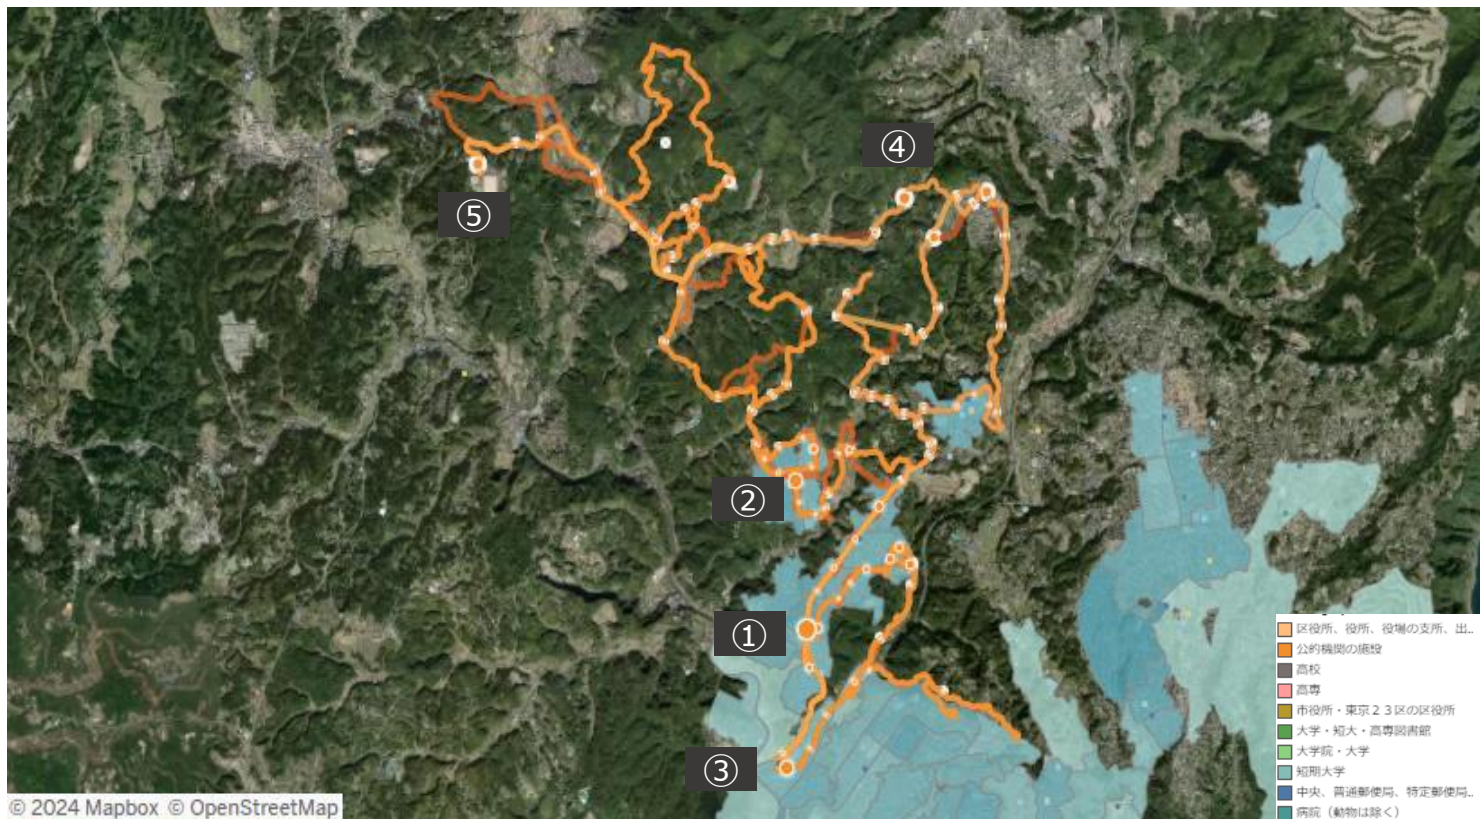 ④
⑤
②
①
③
区役所、役所、役場の支所、出…
公的機関の施設
高校
高専
市役所・東京２３区の区役所
大学・短大・高専図書館
大学院・大学
短期大学
中央、普通郵便局、特定郵便局…
病院（動物は除く）
© 2024 Mapbox © OpenStreetMap